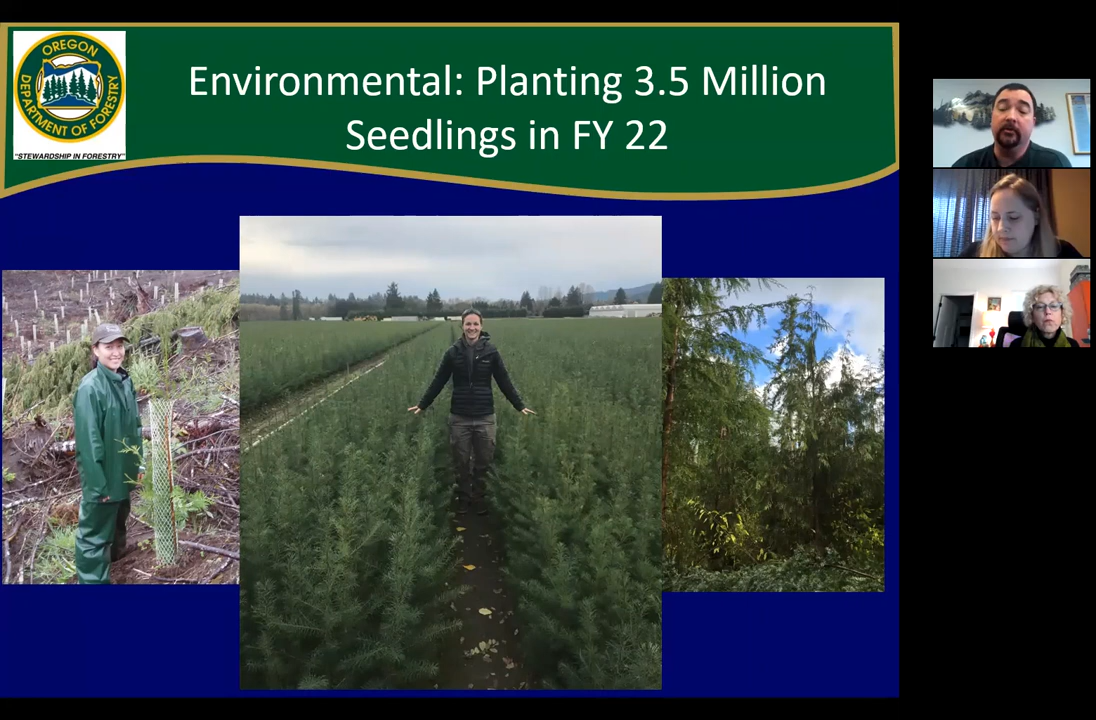 OREGON
DEPARTMENT OF FORESTRY
"STEWARDSHIP IN FORESTRY"
Environmental: Planting 3.5 Million
Seedlings in FY 22